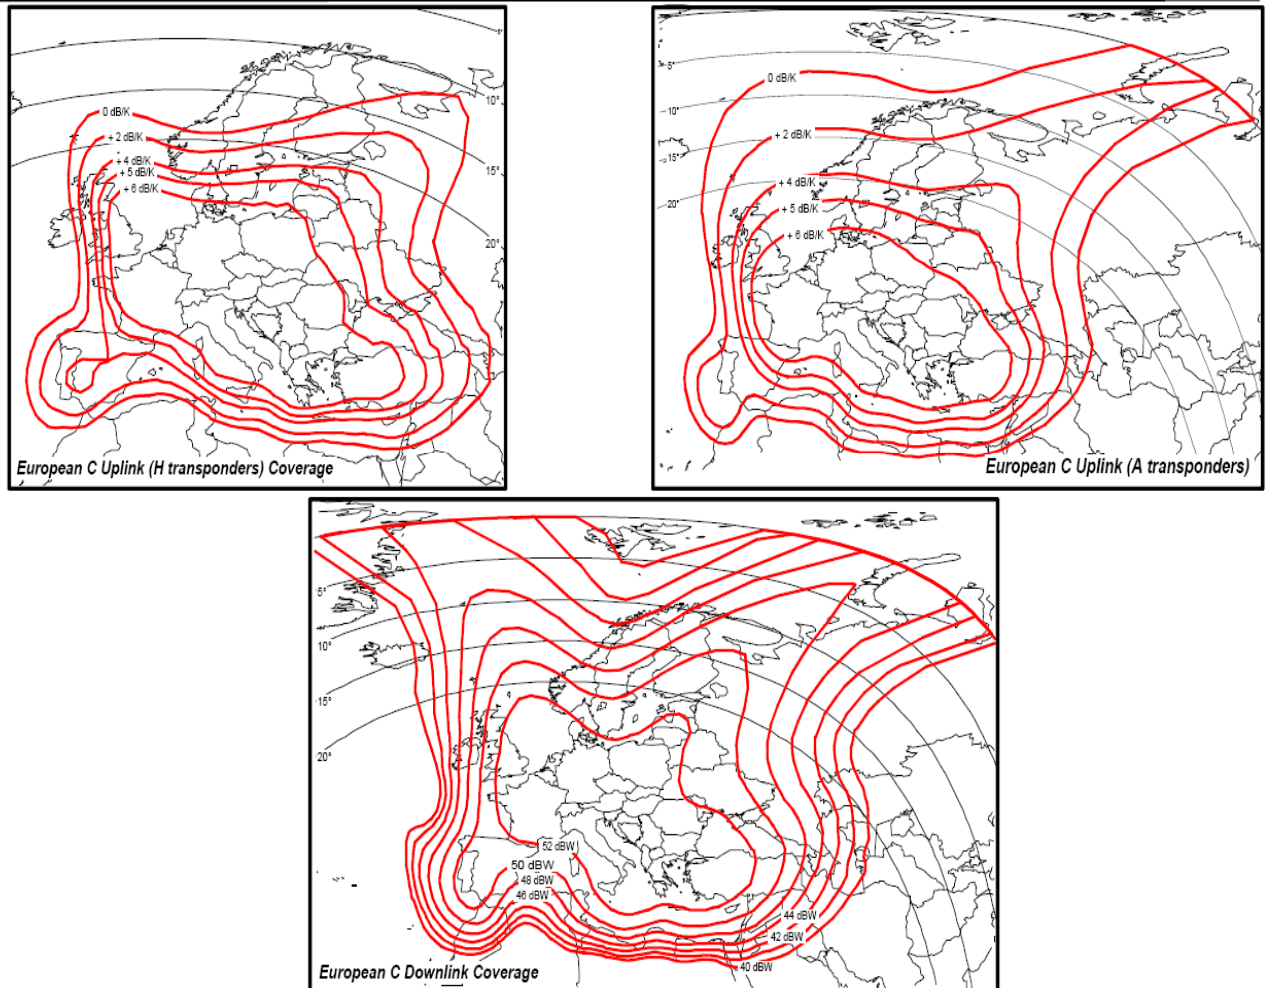 0 dB/K
+ 2 dB/K
+ 4 dB/K
+ 5 dB/K
+ 6 dB/K
5°
10°
15°
20°
European C Uplink (H transponders) Coverage
0 dB/K
+ 2 dB/K
+ 4 dB/K
+ 5 dB/K
+ 6 dB/K
5°
10°
15°
20°
European C Uplink (A transponders)
5°
10°
15°
20°
52 dBW
50 dBW
48 dBW
46 dBW
44 dBW
42 dBW
40 dBW
European C Downlink Coverage